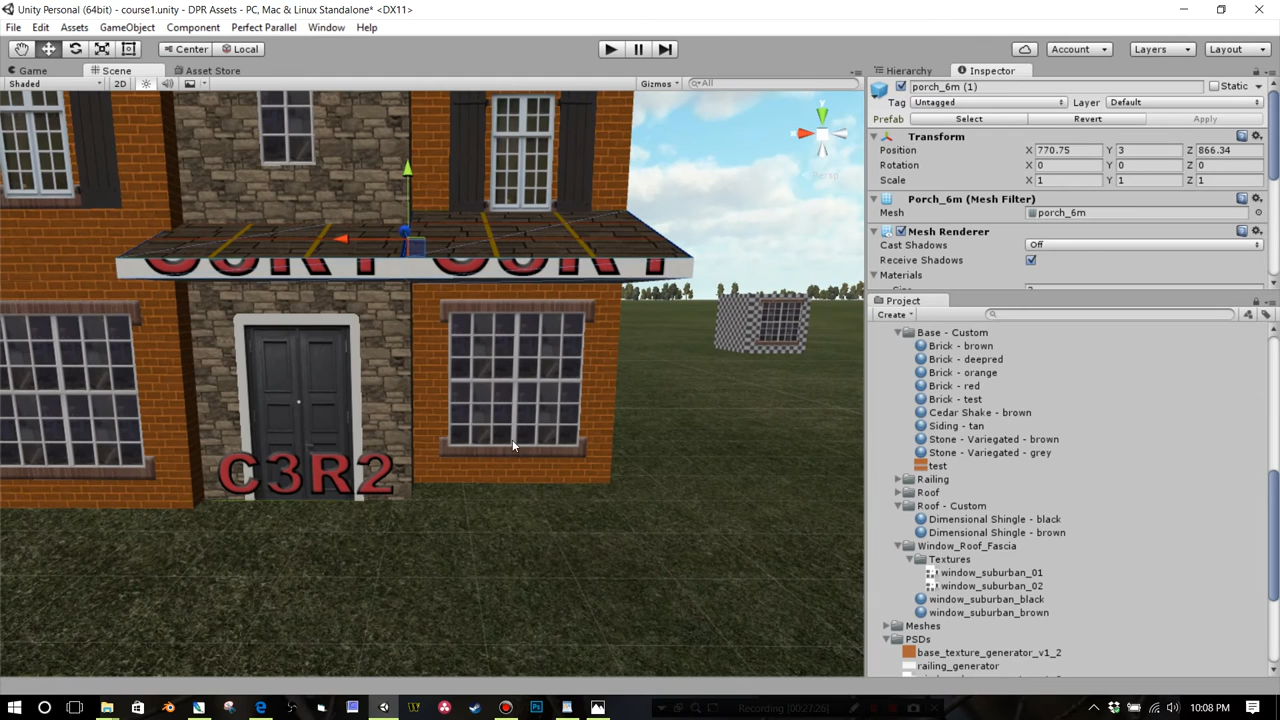 Unity Personal (64bit) - course1.unity - DPR Assets - PC, Mac & Linux Standalone* <DX11>
File Edit Assets GameObject Component Perfect Parallel Window Help
Center Local Account Layers Layout
Game Scene Asset Store Hierarchy Inspector
Shaded 2D Gizmos All
porch_6m (1) Static
Tag Untagged Layer Default
Prefab Select Revert Apply
Transform
Position X 770.75 Y 3 Z 866.34
Rotation X 0 Y 0 Z 0
Scale X 1 Y 1 Z 1
Porch_6m (Mesh Filter)
Mesh porch_6m
Mesh Renderer
Cast Shadows Off
Receive Shadows
Materials
y
x
Persp
Project
Create
Base - Custom
Brick - brown
Brick - deepred
Brick - orange
Brick - red
Brick - test
Cedar Shake - brown
Siding - tan
Stone - Variegated - brown
Stone - Variegated - grey
test
Railing
Roof
Roof - Custom
Dimensional Shingle - black
Dimensional Shingle - brown
Window_Roof_Fascia
Textures
window_suburban_01
window_suburban_02
window_suburban_black
window_suburban_brown
Meshes
PSDs
base_texture_generator_v1_2
railing_generator
C3R2
Recording [00:27:26]
10:08 PM